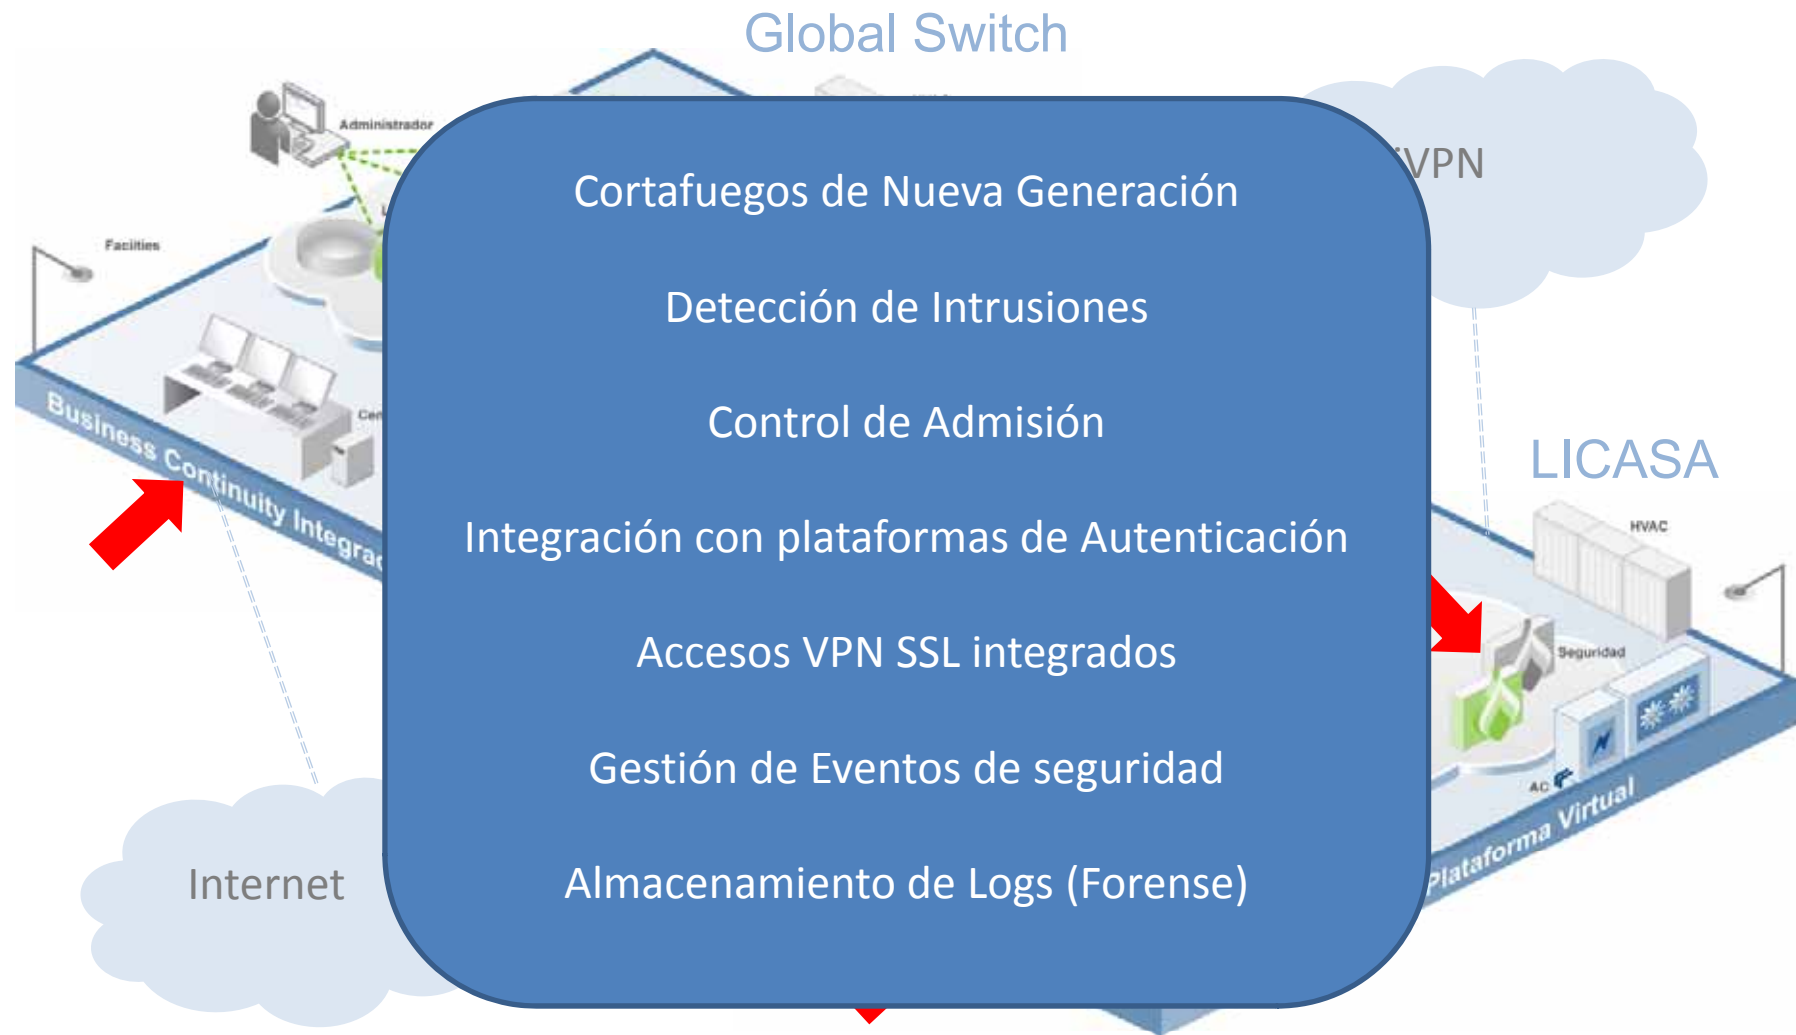 Global Switch
Administrador
VPN
Cortafuegos de Nueva Generación
Facilities
Detección de Intrusiones
Control de Admisión
Business Continuity
LICASA
HVAC
Integración con plataformas de Autenticación
Accesos VPN SSL integrados
Seguridad
Gestión de Eventos de seguridad
AC
Plataforma Virtual
Internet
Almacenamiento de Logs (Forense)